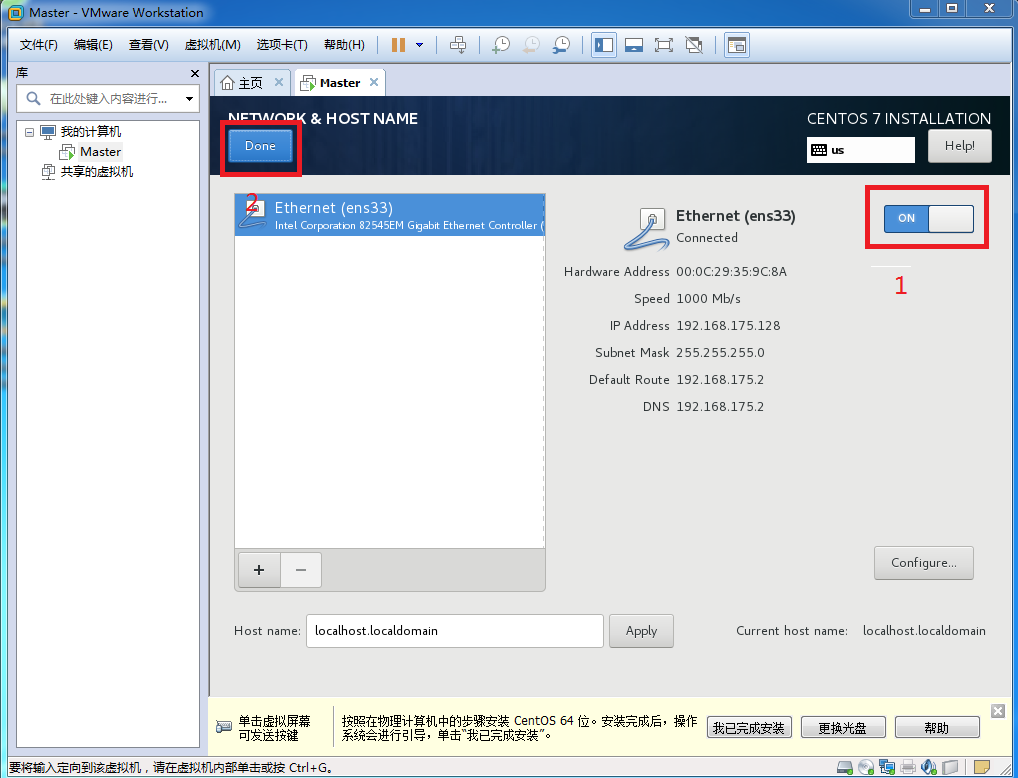 Master - VMware Workstation
文件(F) 编辑(E) 查看(V) 虚拟机(M) 选项卡(T) 帮助(H)
库
在此处键入内容进行...
我的计算机
Master
共享的虚拟机
主页
Master
NETWORK & HOST NAME
Done
CENTOS 7 INSTALLATION
us
Help!
2
Ethernet (ens33)
Intel Corporation 82545EM Gigabit Ethernet Controller (
Ethernet (ens33)
Connected
ON
1
Hardware Address 00:0C:29:35:9C:8A
Speed 1000 Mb/s
IP Address 192.168.175.128
Subnet Mask 255.255.255.0
Default Route 192.168.175.2
DNS 192.168.175.2
+ −
Configure...
Host name: localhost.localdomain Apply
Current host name: localhost.localdomain
单击虚拟屏幕
可发送按键
按照在物理计算机中的步骤安装 CentOS 64 位。安装完成后，操作
系统会进行引导，单击“我已完成安装”。
我已完成安装 更换光盘 帮助
要将输入定向到该虚拟机，请在虚拟机内部单击或按 Ctrl+G。